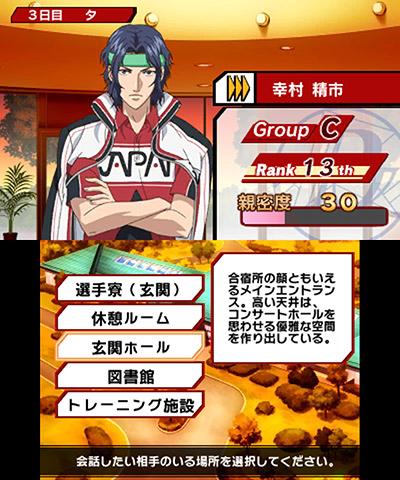 3日目　夕
幸村 精市
Group C
Rank 13th
親密度 30
JAPA
選手寮（玄関）
休憩ルーム
玄関ホール
図書館
トレーニング施設
合宿所の顔ともいえ
るメインエントラン
ス。高い天井は、
コンサートホールを
思わせる優雅な空間
を作り出している。
会話したい相手のいる場所を選択してください。